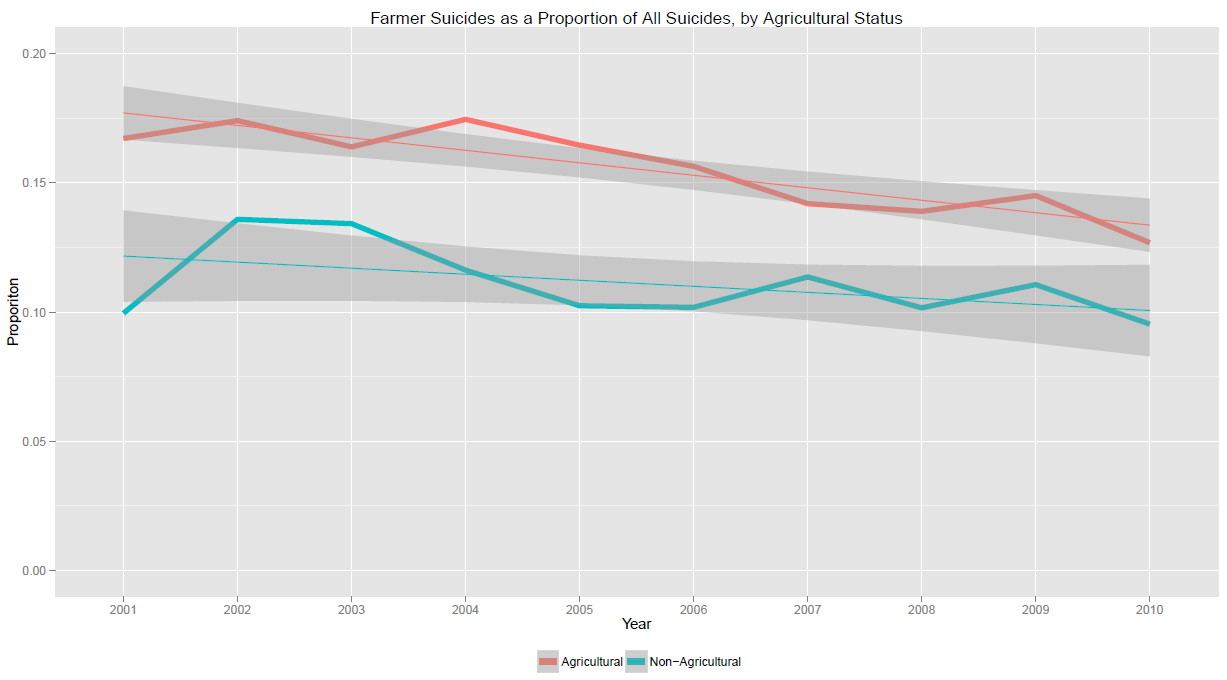 Farmer Suicides as a Proportion of All Suicides, by Agricultural Status
0.20
0.15
0.10
0.05
0.00
Proporiton
2001 2002 2003 2004 2005 2006 2007 2008 2009 2010
Year
Agricultural Non−Agricultural